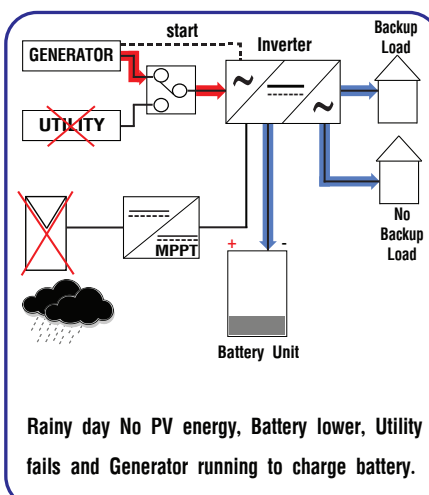 start
GENERATOR
Inverter
Backup
Load
UTILITY
No
Backup
Load
MPPT
+ -
Battery Unit
Rainy day No PV energy, Battery lower, Utility
fails and Generator running to charge battery.